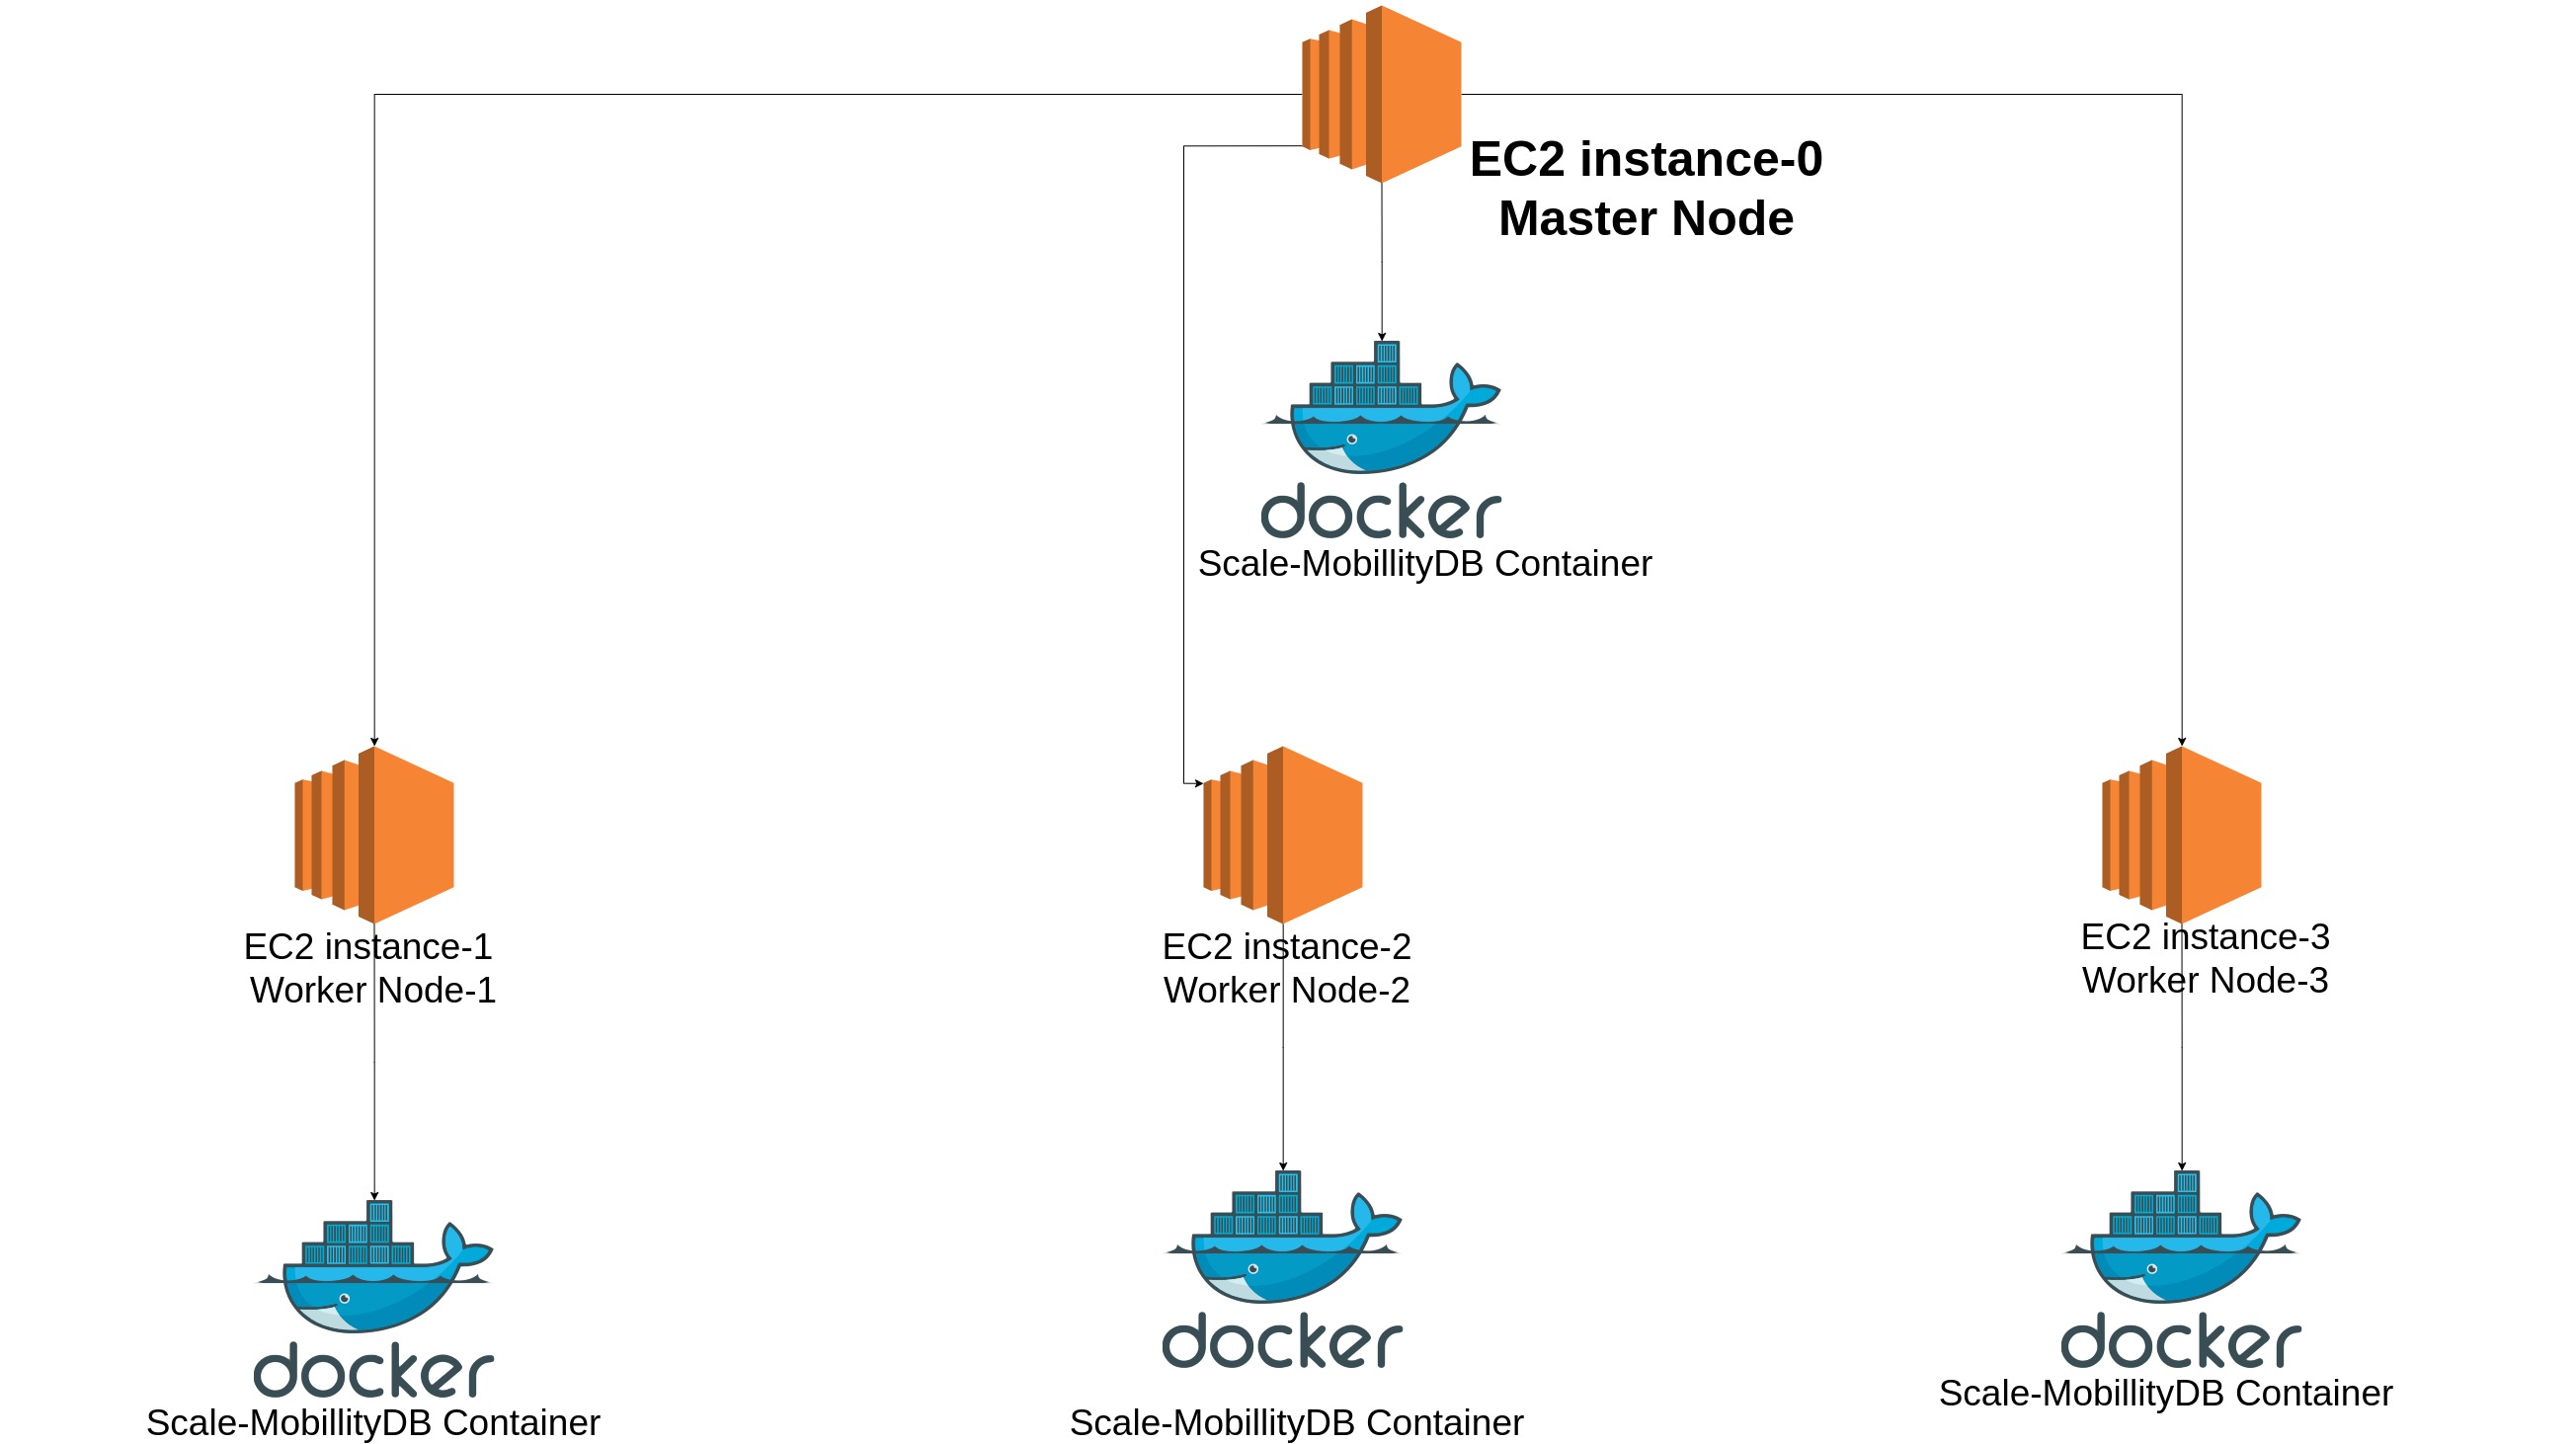 EC2 instance-0
Master Node
docker
Scale-MobillityDB Container
EC2 instance-1
Worker Node-1
EC2 instance-2
Worker Node-2
EC2 instance-3
Worker Node-3
docker
Scale-MobillityDB Container
docker
Scale-MobillityDB Container
docker
Scale-MobillityDB Container